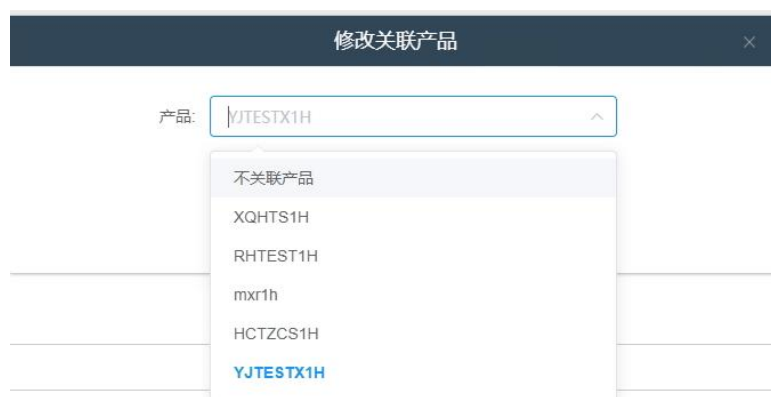 修改关联产品
产品: YJTESTX1H
不关联产品
XQHTS1H
RHTEST1H
mxr1h
HCTZCS1H
YJTESTX1H